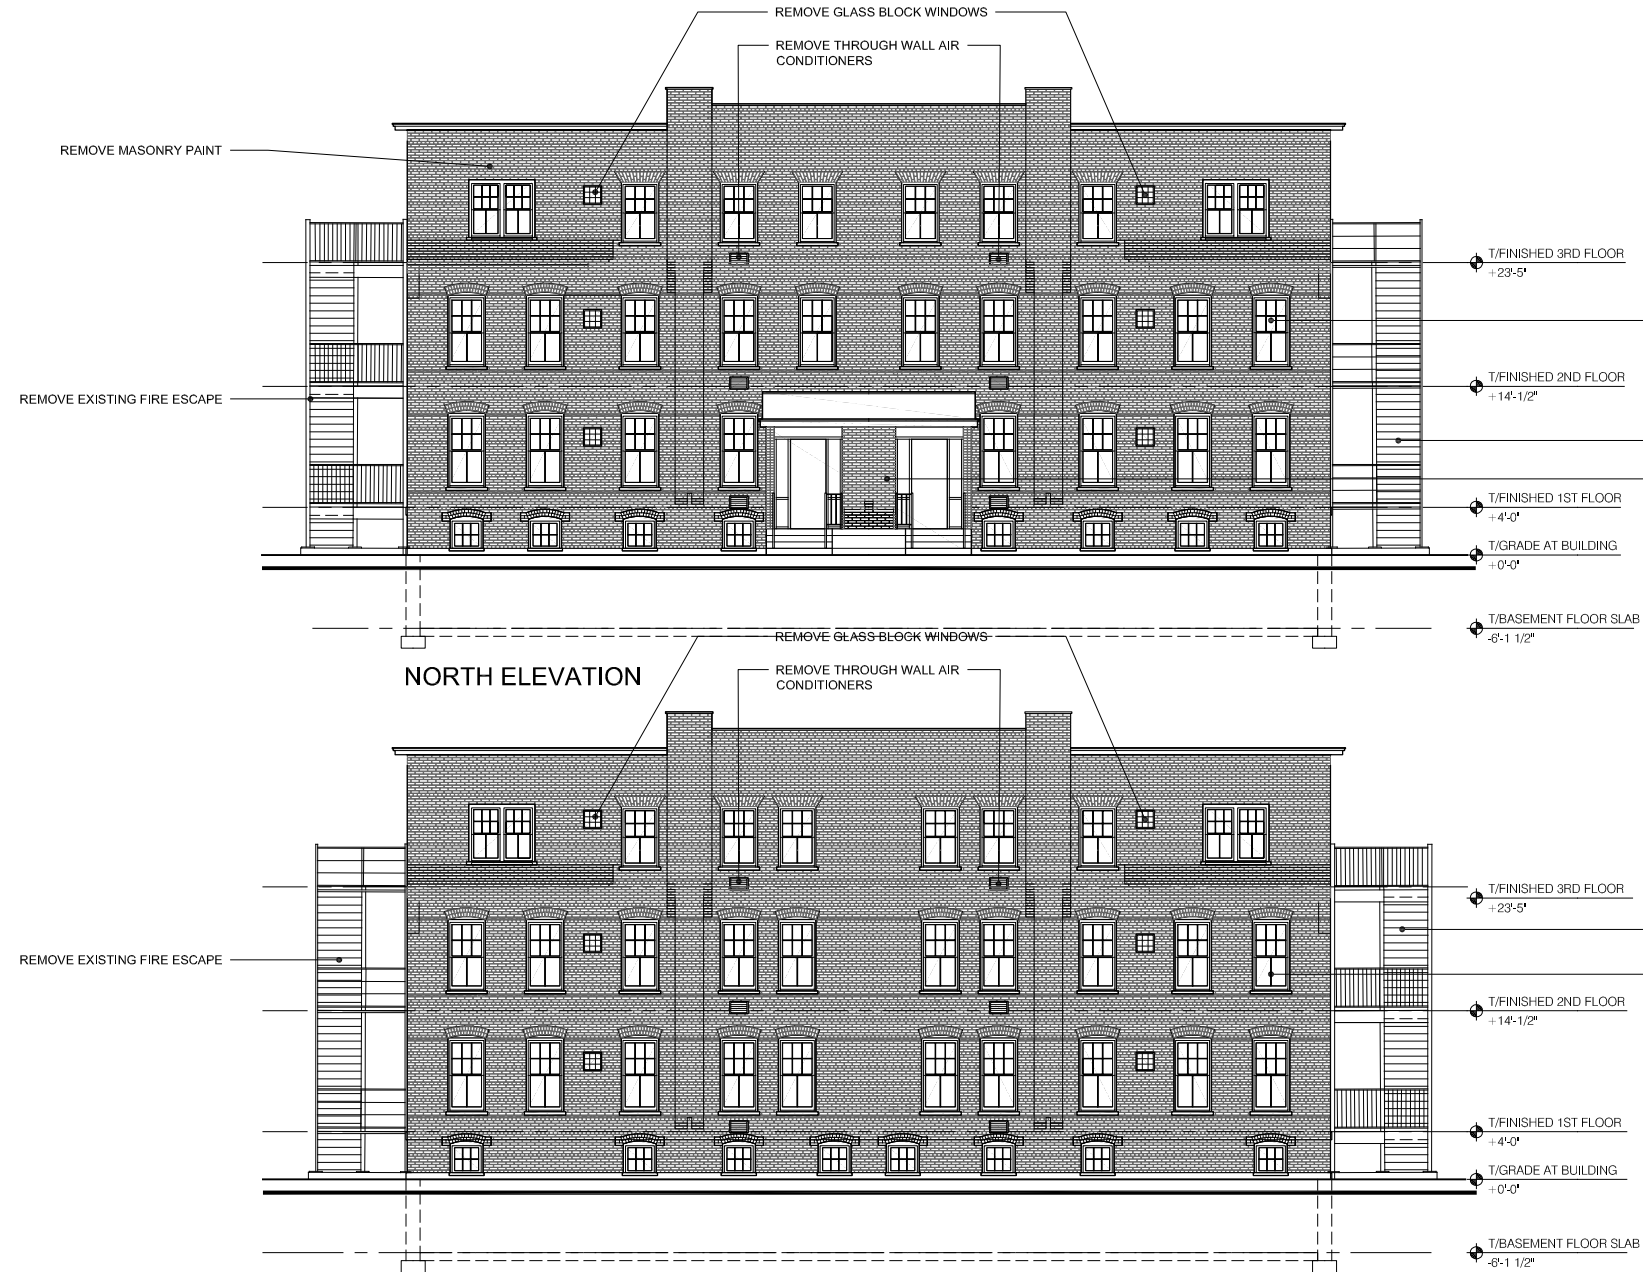 REMOVE GLASS BLOCK WINDOWS
REMOVE THROUGH WALL AIR
CONDITIONERS
REMOVE MASONRY PAINT
T/FINISHED 3RD FLOOR
+23'-5"
T/FINISHED 2ND FLOOR
+14'-1/2"
REMOVE EXISTING FIRE ESCAPE
T/FINISHED 1ST FLOOR
+4'-0"
T/GRADE AT BUILDING
+0'-0"
T/BASEMENT FLOOR SLAB
-6'-1 1/2"
REMOVE GLASS BLOCK WINDOWS
NORTH ELEVATION
REMOVE THROUGH WALL AIR
CONDITIONERS
T/FINISHED 3RD FLOOR
+23'-5"
REMOVE EXISTING FIRE ESCAPE
T/FINISHED 2ND FLOOR
+14'-1/2"
T/FINISHED 1ST FLOOR
+4'-0"
T/GRADE AT BUILDING
+0'-0"
T/BASEMENT FLOOR SLAB
-6'-1 1/2"